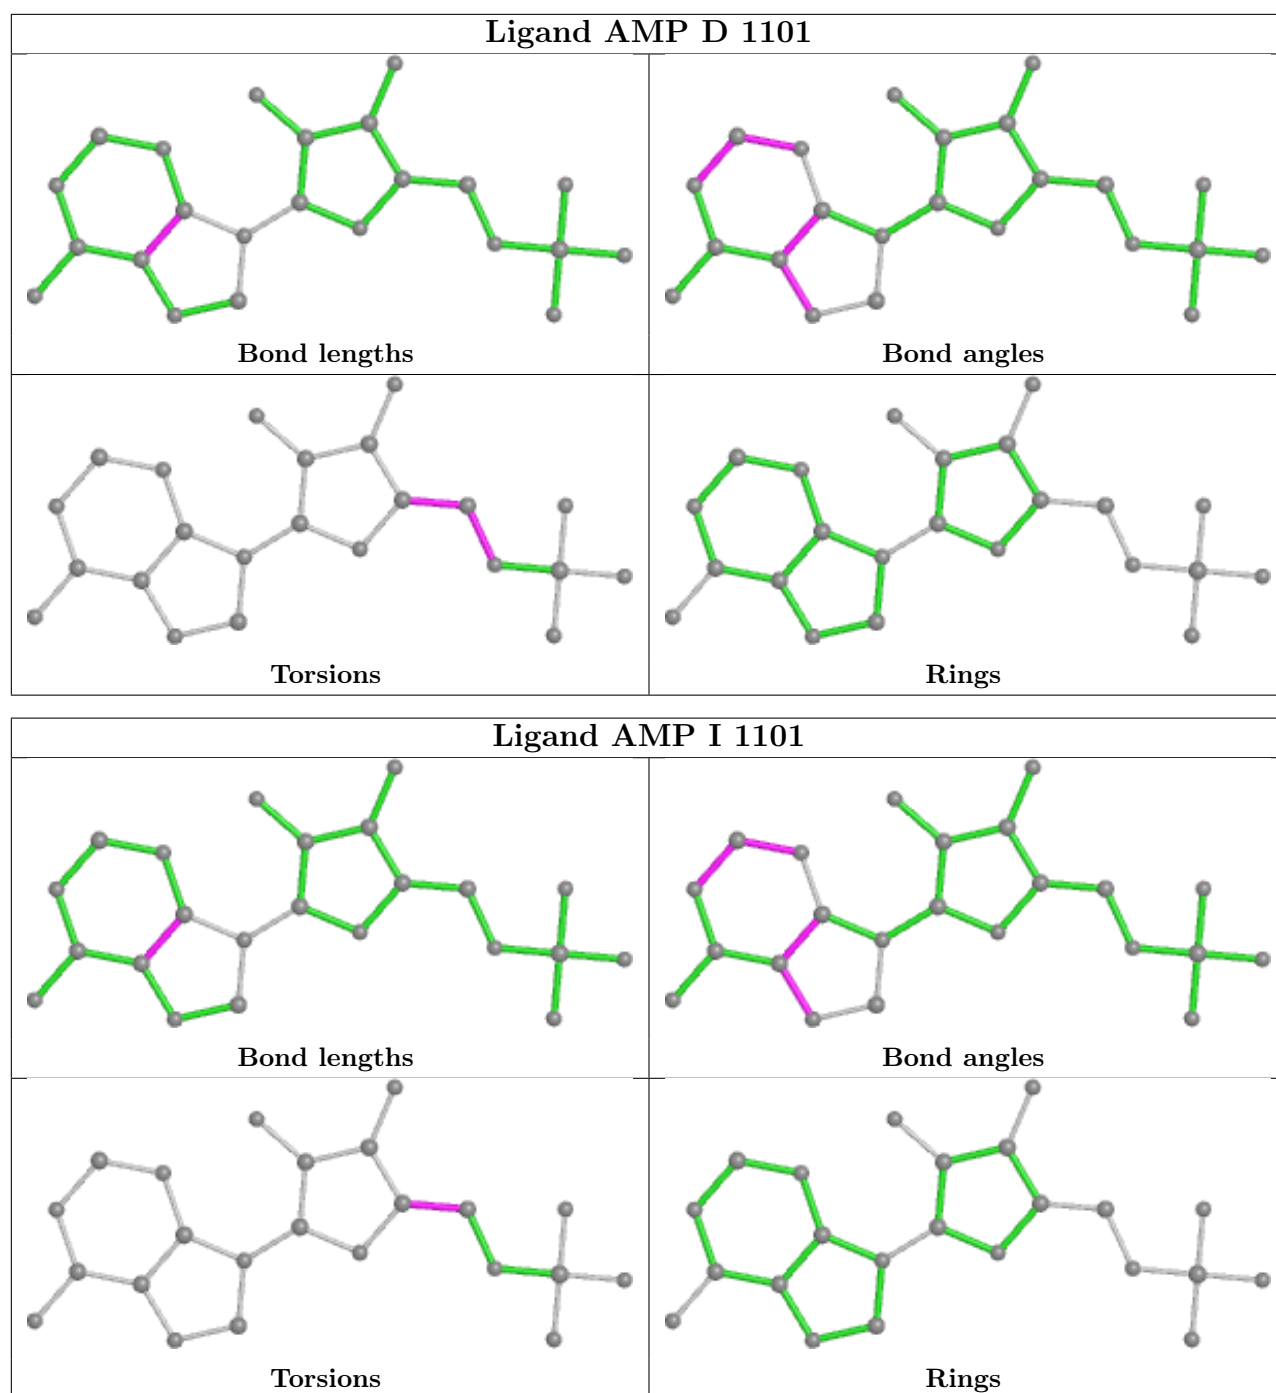 Ligand AMP D 1101
Bond lengths
Bond angles
Torsions
Rings
Ligand AMP I 1101
Bond lengths
Bond angles
Torsions
Rings